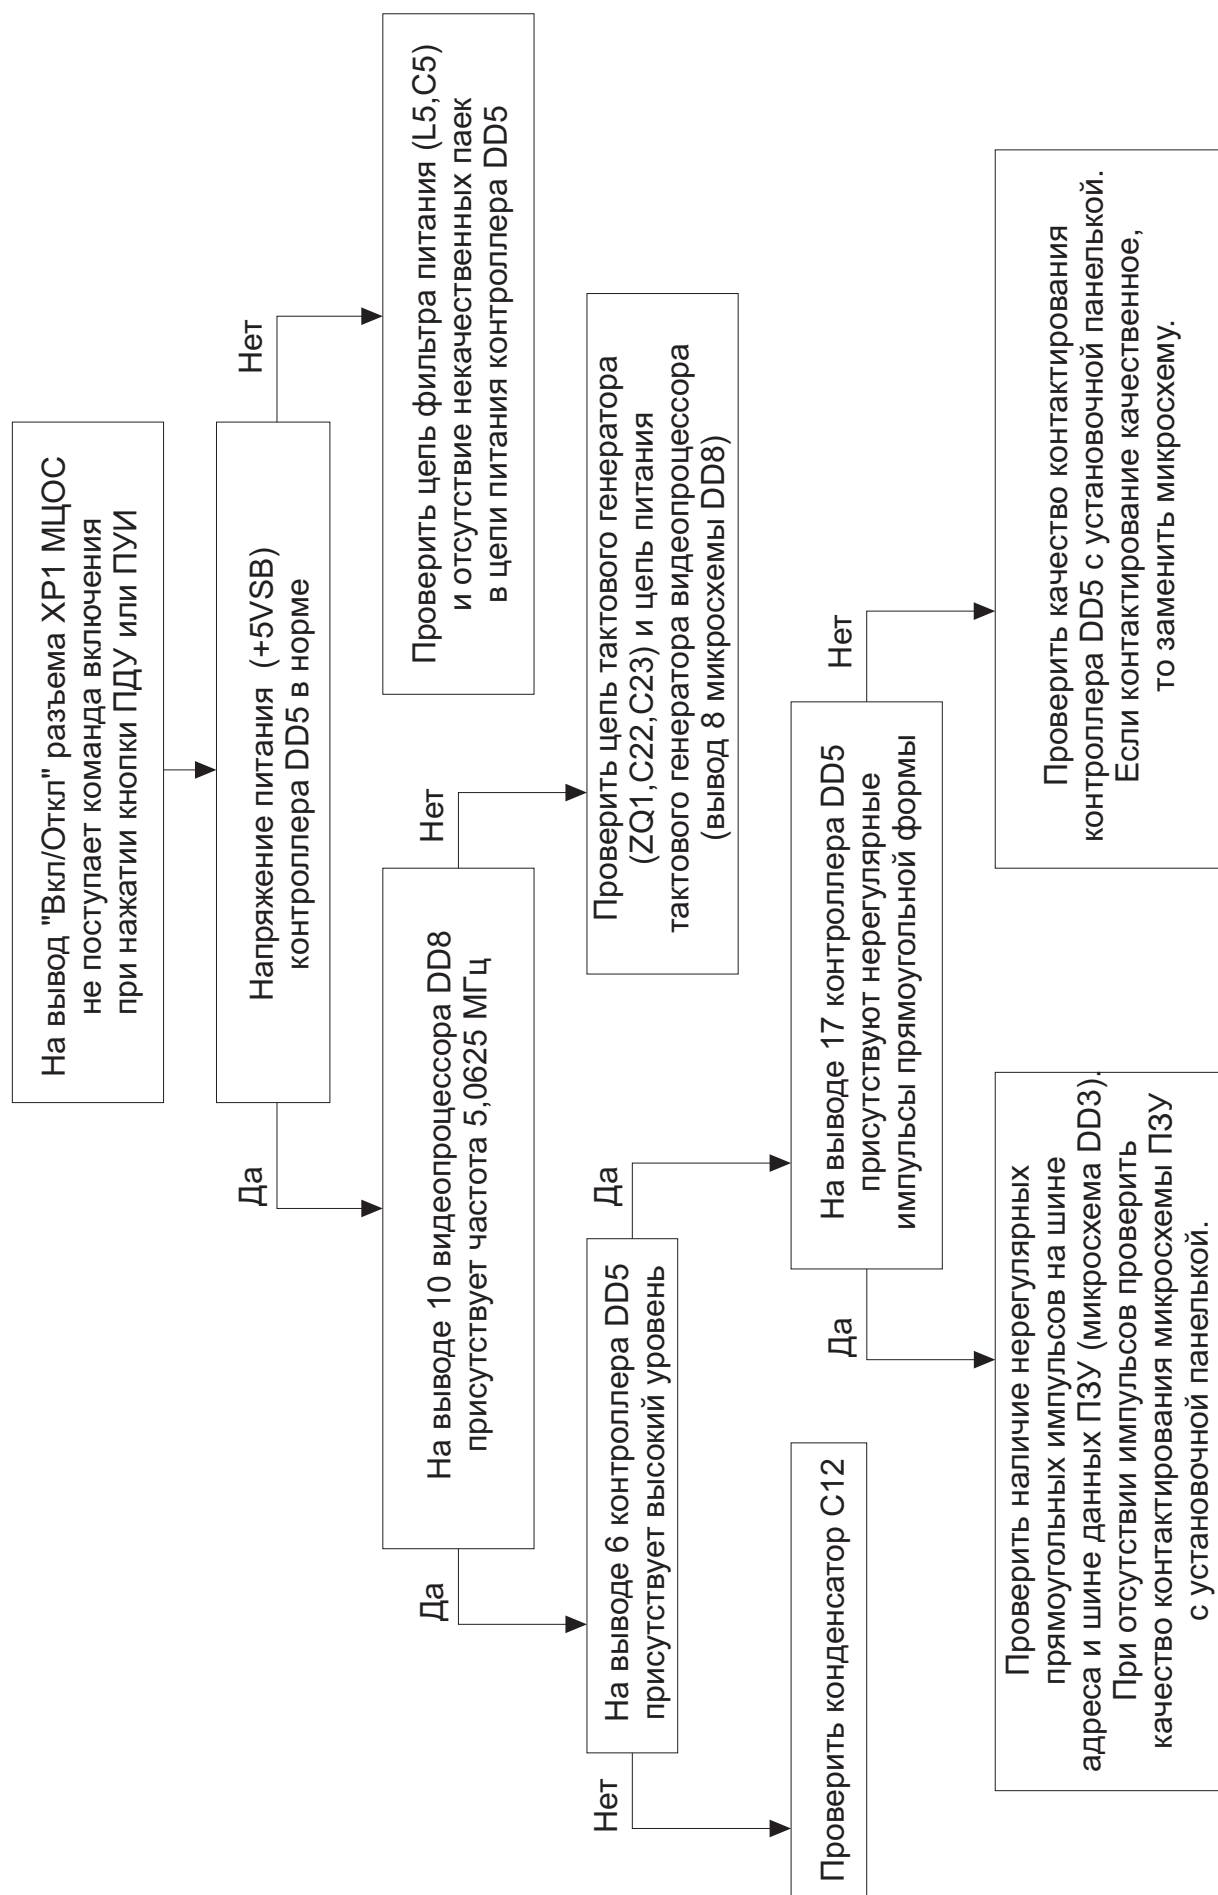 На вывод "Вкл/Откл" разъема XP1 МЦОС
не поступает команда включения
при нажатии кнопки ПДУ или ПУИ
Напряжение питания (+5VSB)
контроллера DD5 в норме
Да
Нет
На выводе 10 видеопроцессора DD8
присутствует частота 5,0625 МГц
Проверить цепь фильтра питания (L5,C5)
и отсутствие некачественных паек
в цепи питания контроллера DD5
Да
Нет
На выводе 6 контроллера DD5
присутствует высокий уровень
Проверить цепь тактового генератора
(ZQ1,C22,C23) и цепь питания
тактового генератора видеопроцессора
(вывод 8 микросхемы DD8)
Нет
Да
Проверить конденсатор C12
На выводе 17 контроллера DD5
присутствуют нерегулярные
импульсы прямоугольной формы
Да
Нет
Проверить наличие нерегулярных
прямоугольных импульсов на шине
адреса и шине данных ПЗУ (микросхема DD3).
При отсутствии импульсов проверить
качество контактирования микросхемы ПЗУ
с установочной панелькой.
Проверить качество контактирования
контроллера DD5 с установочной панелькой.
Если контактирование качественное,
то заменить микросхему.